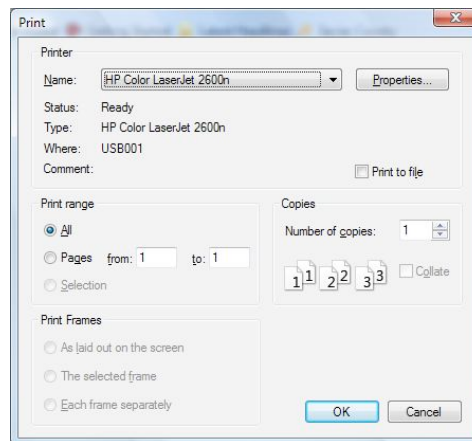 Print
Printer
Name: HP Color LaserJet 2600n Properties...
Status: Ready
Type: HP Color LaserJet 2600n
Where: USB001
Comment: Print to file
Print range
All
Pages from: 1 to: 1
Selection
Copies
Number of copies: 1
1 1 2 2 3 3 Collate
Print Frames
As laid out on the screen
The selected frame
Each frame separately
OK Cancel